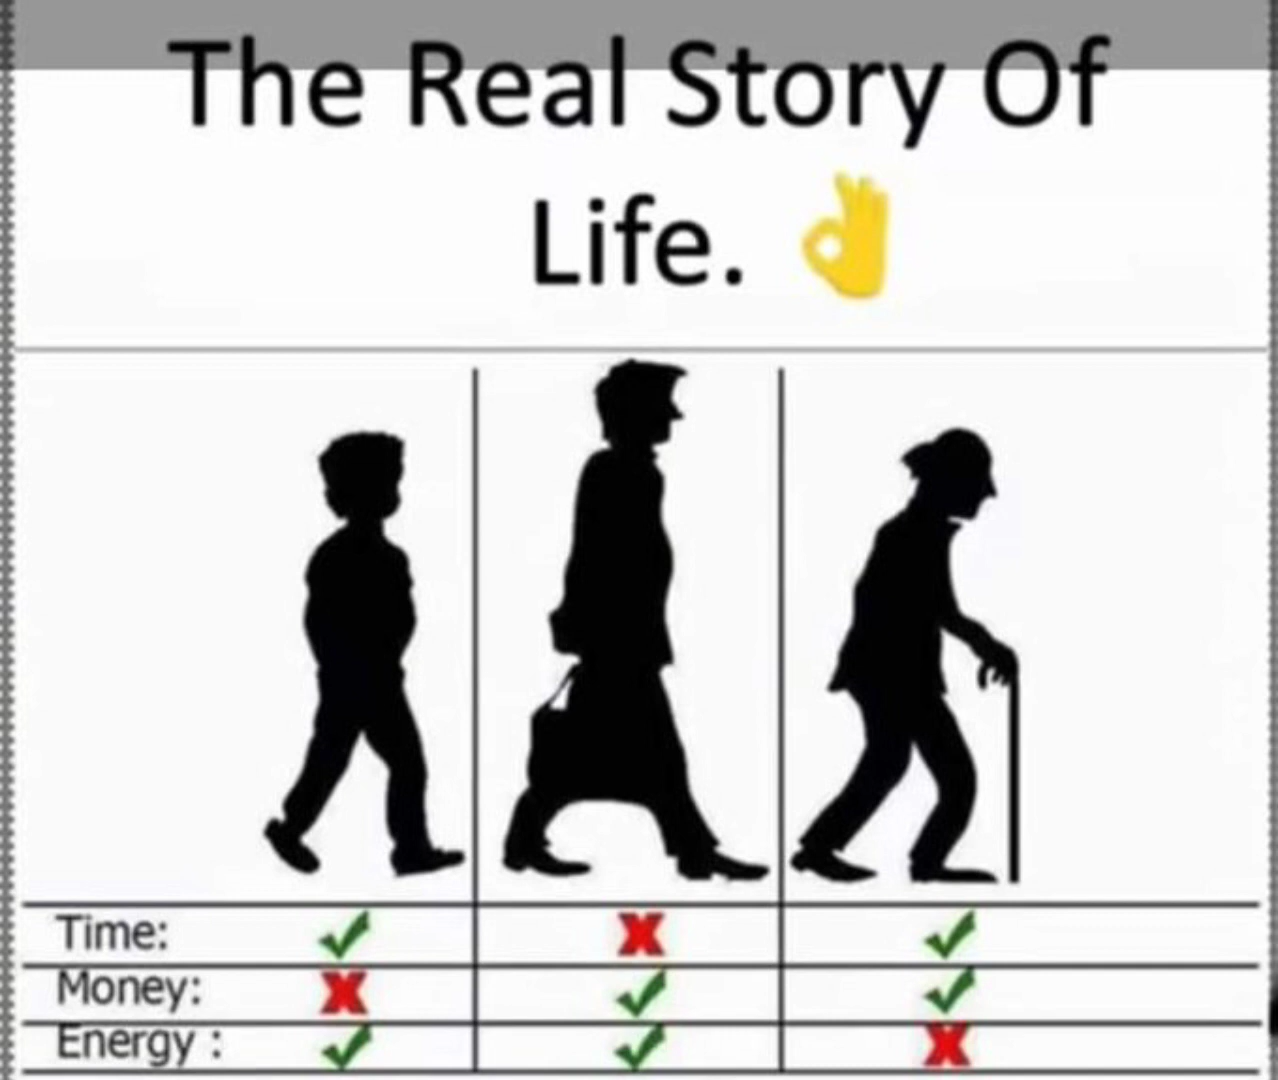 The Real Story Of
Life. 👌
Time: ✓ ✗ ✓
Money: ✗ ✓ ✓
Energy : ✓ ✓ ✗